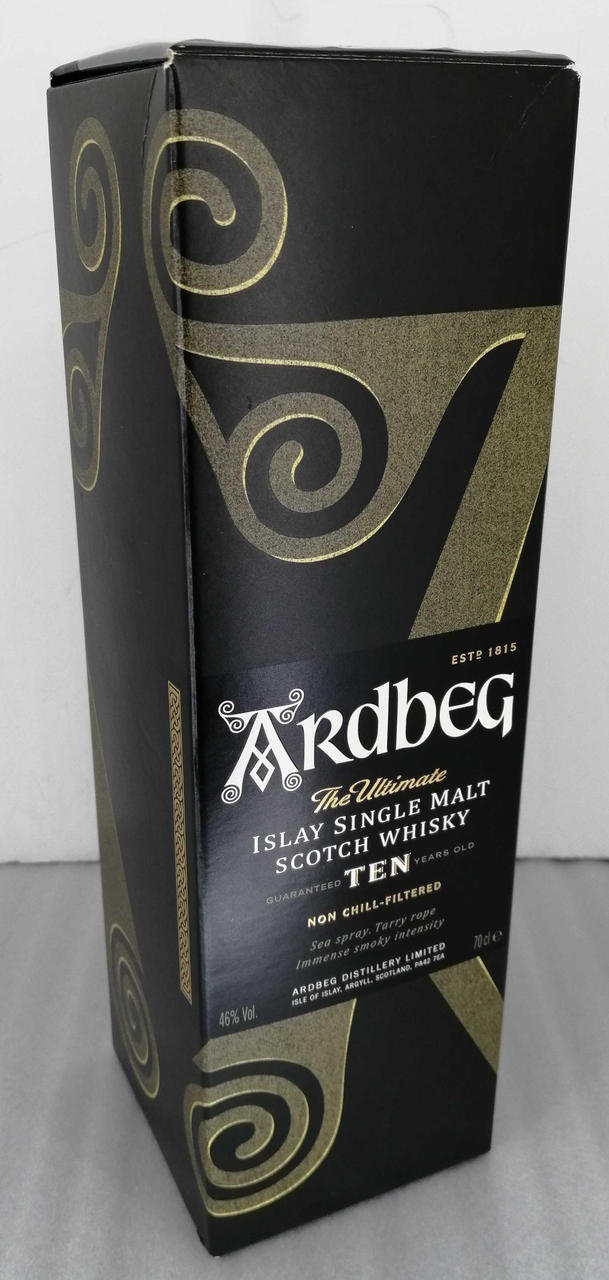 ESTᴰ 1815
ARDBEG
The Ultimate
ISLAY SINGLE MALT
SCOTCH WHISKY
GUARANTEED TEN YEARS OLD
NON CHILL-FILTERED
Sea spray. Tarry rope
Immense smoky intensity
70cl ℮
ARDBEG DISTILLERY LIMITED
ISLE OF ISLAY, ARGYLL, SCOTLAND, PA42 7EA
46% Vol.